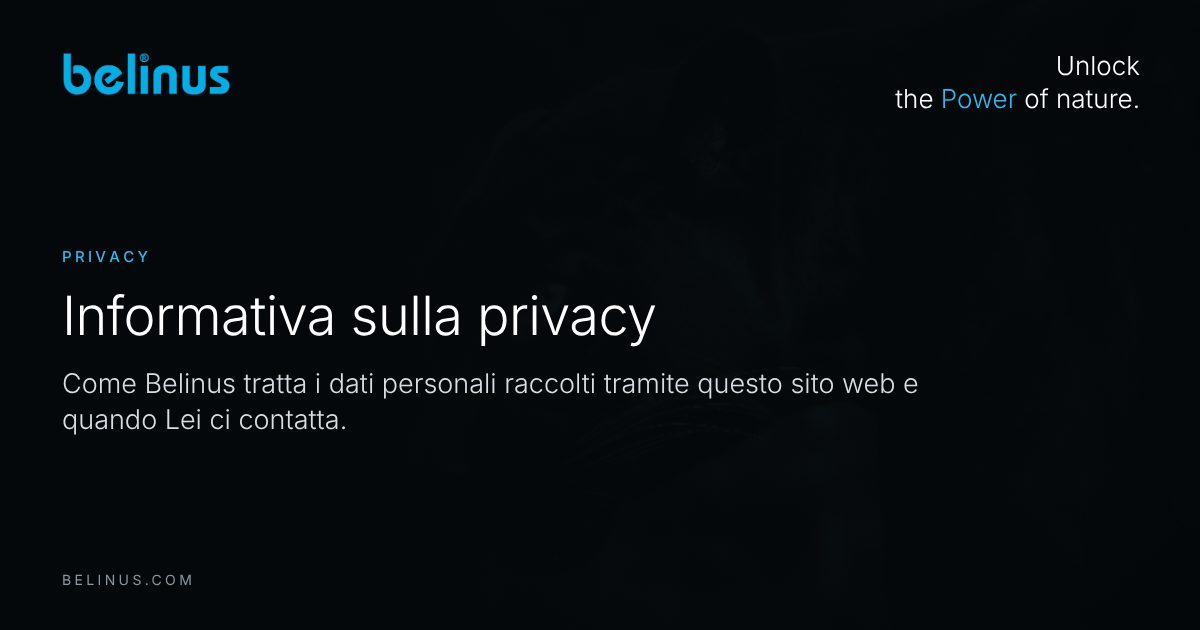 belinus®
Unlock
the Power of nature.
PRIVACY
Informativa sulla privacy
Come Belinus tratta i dati personali raccolti tramite questo sito web e
quando Lei ci contatta.
BELINUS.COM